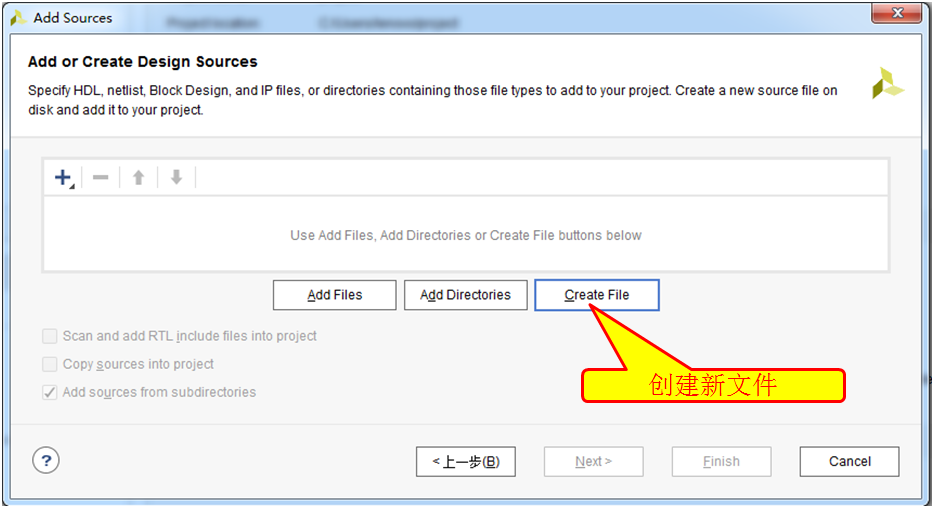 Add Sources
Project location
Add or Create Design Sources
Specify HDL, netlist, Block Design, and IP files, or directories containing those file types to add to your project. Create a new source file on
disk and add it to your project.
Use Add Files, Add Directories or Create File buttons below
Add Files
Add Directories
Create File
Scan and add RTL include files into project
Copy sources into project
Add sources from subdirectories
创建新文件
?
< 上一步(B)
Next >
Finish
Cancel